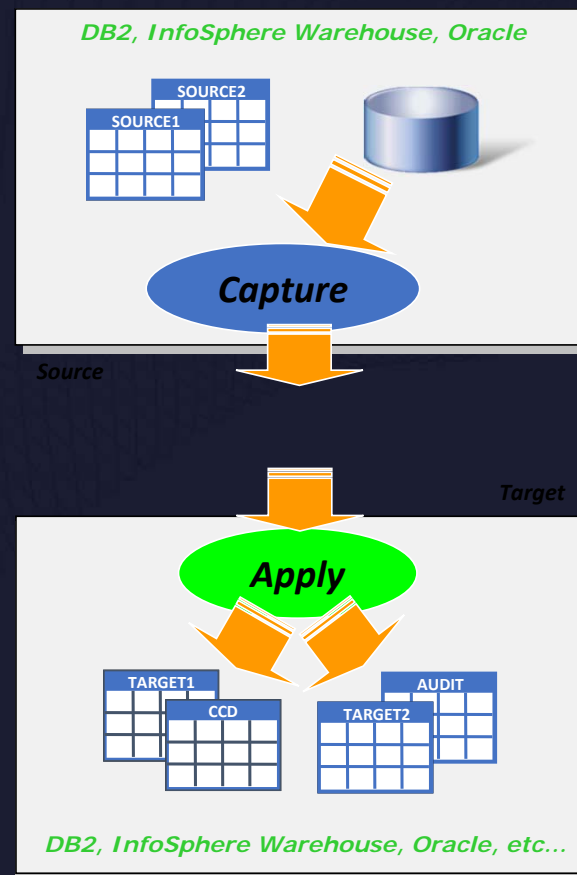 DB2, InfoSphere Warehouse, Oracle
SOURCE2
SOURCE1
Capture
Source
Target
Apply
TARGET1
AUDIT
CCD
TARGET2
DB2, InfoSphere Warehouse, Oracle, etc...